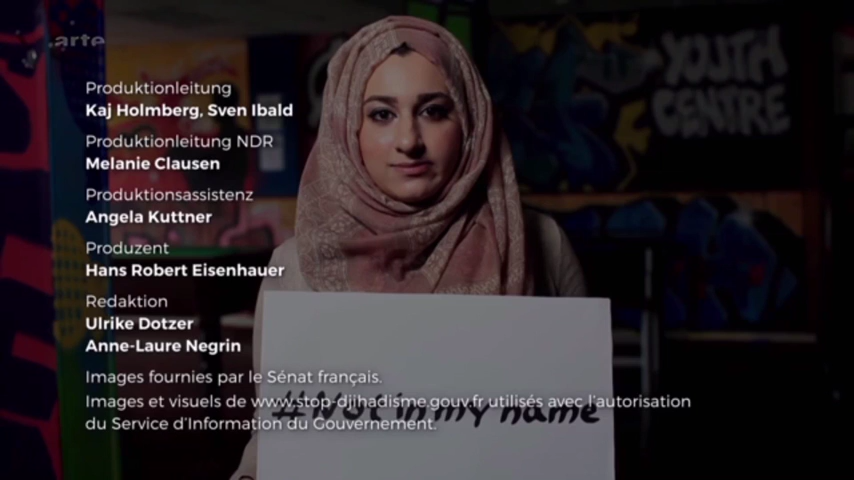 arte
YOUTH
CENTRE
Produktionleitung
Kaj Holmberg, Sven Ibald
Produktionleitung NDR
Melanie Clausen
Produktionsassistenz
Angela Kuttner
Produzent
Hans Robert Eisenhauer
Redaktion
Ulrike Dotzer
Anne-Laure Negrin
Images fournies par le Sénat français.
Images et visuels de www.stop-djihadisme.gouv.fr utilisés avec l'autorisation
#Not in my name
du Service d'Information du Gouvernement.